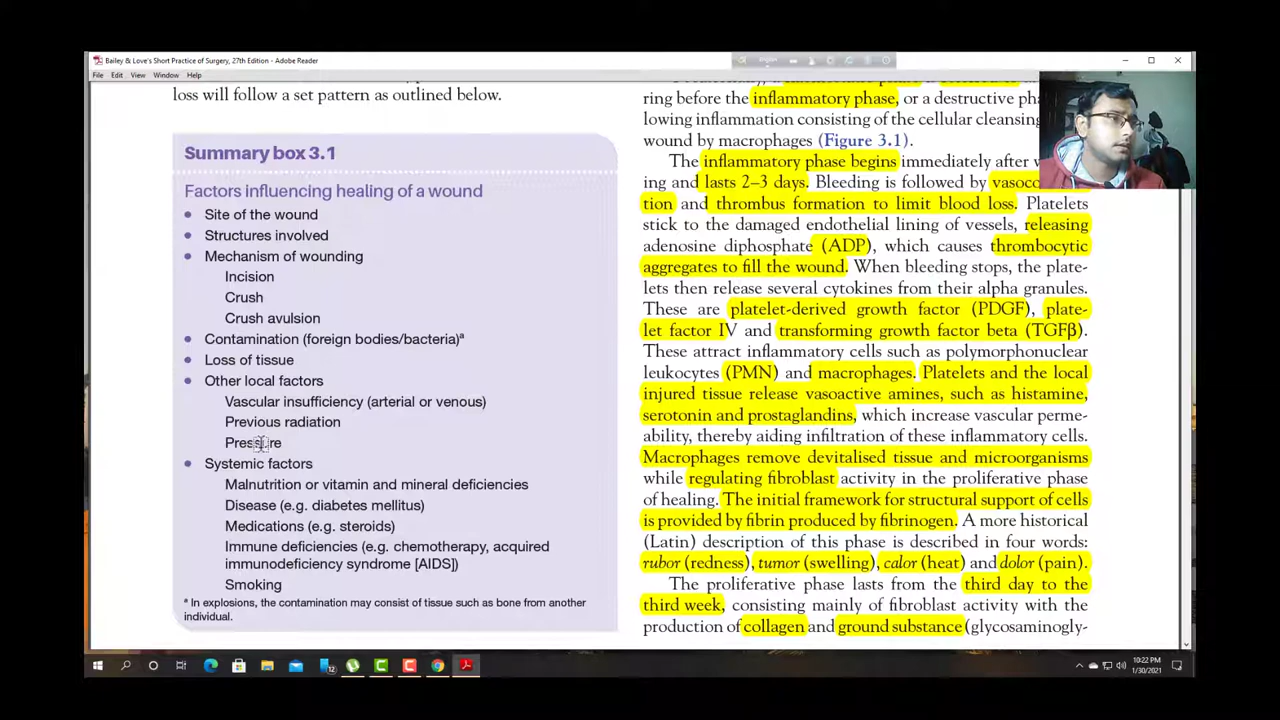 Bailey & Love's Short Practice of Surgery, 27th Edition - Adobe Reader
File Edit View Window Help
loss will follow a set pattern as outlined below.
Summary box 3.1
Factors influencing healing of a wound
• Site of the wound
• Structures involved
• Mechanism of wounding
Incision
Crush
Crush avulsion
• Contamination (foreign bodies/bacteria)ª
• Loss of tissue
• Other local factors
Vascular insufficiency (arterial or venous)
Previous radiation
Pressure
• Systemic factors
Malnutrition or vitamin and mineral deficiencies
Disease (e.g. diabetes mellitus)
Medications (e.g. steroids)
Immune deficiencies (e.g. chemotherapy, acquired
immunodeficiency syndrome [AIDS])
Smoking
ª In explosions, the contamination may consist of tissue such as bone from another
individual.
ring before the inflammatory phase, or a destructive
lowing inflammation consisting of the cellular cleansing
wound by macrophages (Figure 3.1).
The inflammatory phase begins immediately after
ing and lasts 2–3 days. Bleeding is followed by
tion and thrombus formation to limit blood loss. Platelets
stick to the damaged endothelial lining of vessels, releasing
adenosine diphosphate (ADP), which causes thrombocytic
aggregates to fill the wound. When bleeding stops, the plate-
lets then release several cytokines from their alpha granules.
These are platelet-derived growth factor (PDGF), plate-
let factor IV and transforming growth factor beta (TGFβ).
These attract inflammatory cells such as polymorphonuclear
leukocytes (PMN) and macrophages. Platelets and the local
injured tissue release vasoactive amines, such as histamine,
serotonin and prostaglandins, which increase vascular perme-
ability, thereby aiding infiltration of these inflammatory cells.
Macrophages remove devitalised tissue and microorganisms
while regulating fibroblast activity in the proliferative phase
of healing. The initial framework for structural support of cells
is provided by fibrin produced by fibrinogen. A more historical
(Latin) description of this phase is described in four words:
rubor (redness), tumor (swelling), calor (heat) and dolor (pain).
The proliferative phase lasts from the third day to the
third week, consisting mainly of fibroblast activity with the
production of collagen and ground substance (glycosaminogly-
10:22 PM
1/30/2021